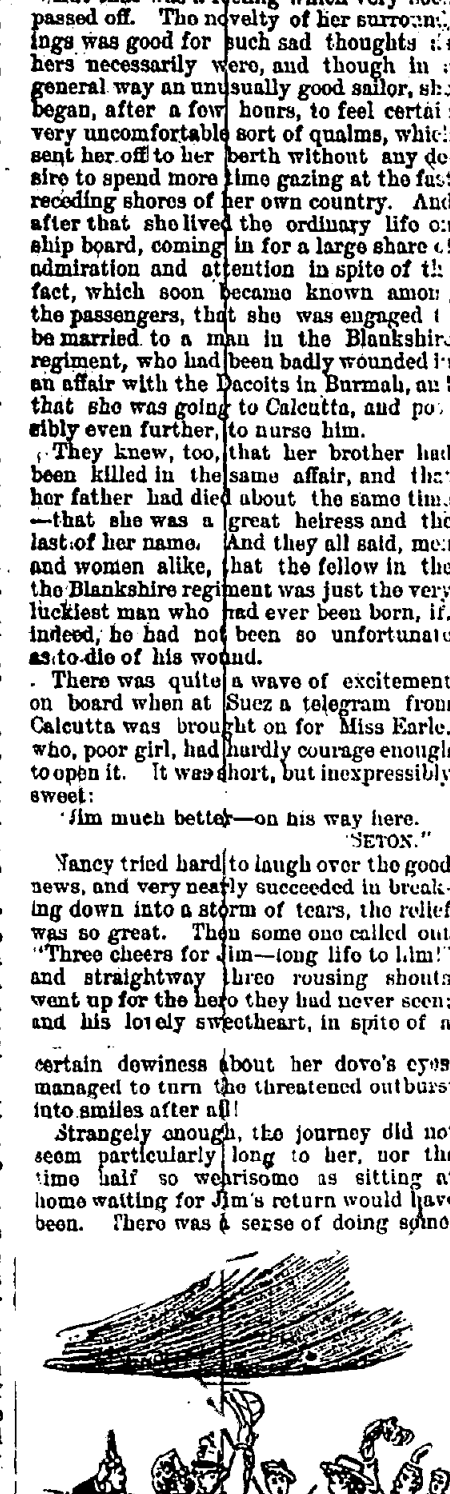 passed off. The novelty of her surround-
ings was good for such sad thoughts as
hers necessarily were, and though in a
general way an unusually good sailor, she
began, after a few hours, to feel certain
very uncomfortable sort of qualms, which
sent her off to her berth without any de-
sire to spend more time gazing at the fast
receding shores of her own country. And
after that she lived the ordinary life on
ship board, coming in for a large share of
admiration and attention in spite of the
fact, which soon became known among
the passengers, that she was engaged to
be married to a man in the Blankshire
regiment, who had been badly wounded in
an affair with the Dacoits in Burmah, and
that she was going to Calcutta, and pos-
sibly even further, to nurse him.
They knew, too, that her brother had
been killed in the same affair, and that
her father had died about the same time
—that she was a great heiress and the
last of her name. And they all said, men
and women alike, that the fellow in the
the Blankshire regiment was just the very
luckiest man who had ever been born, if,
indeed, he had not been so unfortunate
as to die of his wound.
There was quite a wave of excitement
on board when at Suez a telegram from
Calcutta was brought on for Miss Earle,
who, poor girl, had hardly courage enough
to open it. It was short, but inexpressibly
sweet:
"Jim much better—on his way here.
"SETON."
Nancy tried hard to laugh over the good
news, and very nearly succeeded in break-
ing down into a storm of tears, the relief
was so great. Then some one called out
"Three cheers for Jim—long life to him!"
and straightway three rousing shouts
went up for the hero they had never seen;
and his lovely sweetheart, in spite of a
certain dewiness about her dove's eyes
managed to turn the threatened outburst
into smiles after all!
Strangely enough, the journey did not
seem particularly long to her, nor the
time half so wearisome as sitting at
home waiting for Jim's return would have
been. There was a sense of doing some